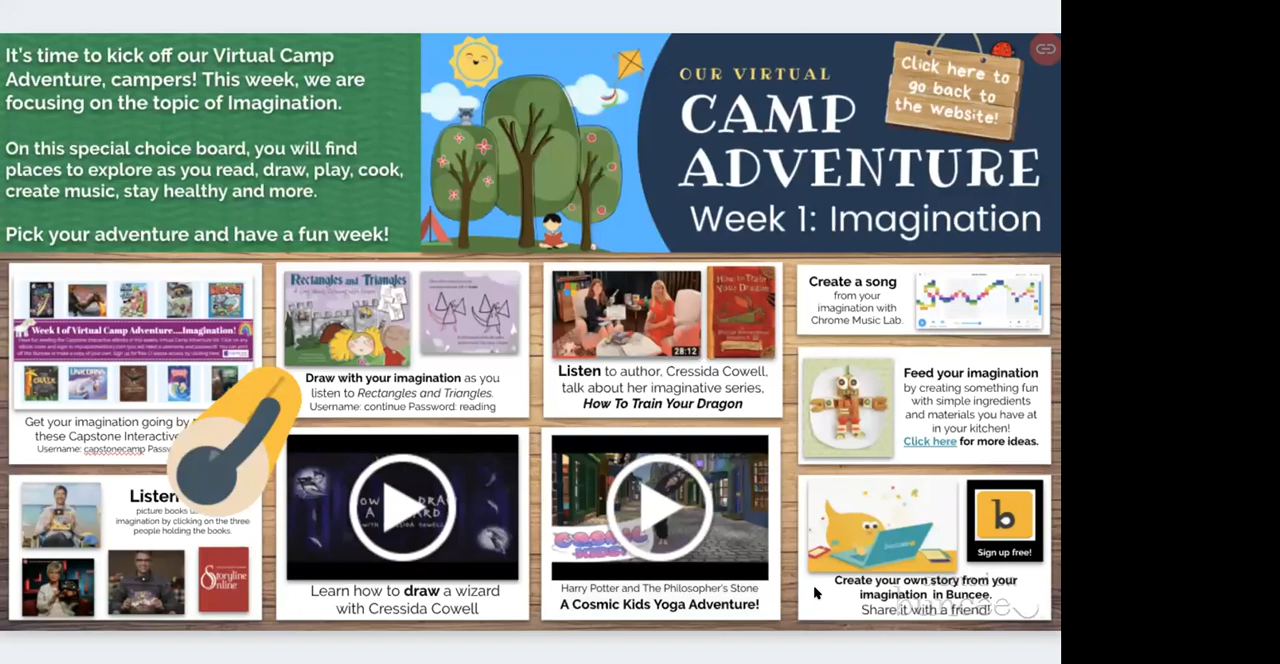 It's time to kick off our Virtual Camp
Adventure, campers! This week, we are
focusing on the topic of Imagination.
On this special choice board, you will find
places to explore as you read, draw, play, cook,
create music, stay healthy and more.
Pick your adventure and have a fun week!
OUR VIRTUAL
CAMP
ADVENTURE
Week 1: Imagination
Click here to
go back to
the website!
Week 1 of Virtual Camp Adventure....Imagination!
Get your imagination going by
these Capstone Interactive
Username: capstonecamp
Rectangles and Triangles
Draw with your imagination as you
listen to Rectangles and Triangles.
Username: continue Password: reading
28:12
How to Train
Your Dragon
Listen to author, Cressida Cowell,
talk about her imaginative series,
How To Train Your Dragon
Create a song
from your
imagination with
Chrome Music Lab.
Feed your imagination
by creating something fun
with simple ingredients
and materials you have at
in your kitchen!
Click here for more ideas.
Listen
picture books
imagination by clicking on the three
people holding the books.
Storyline
Online
Learn how to draw a wizard
with Cressida Cowell
COSMIC
KIDS
Harry Potter and The Philosopher's Stone
A Cosmic Kids Yoga Adventure!
b
Sign up free!
Create your own story from your
imagination in Buncee.
Share it with a friend!
buncee